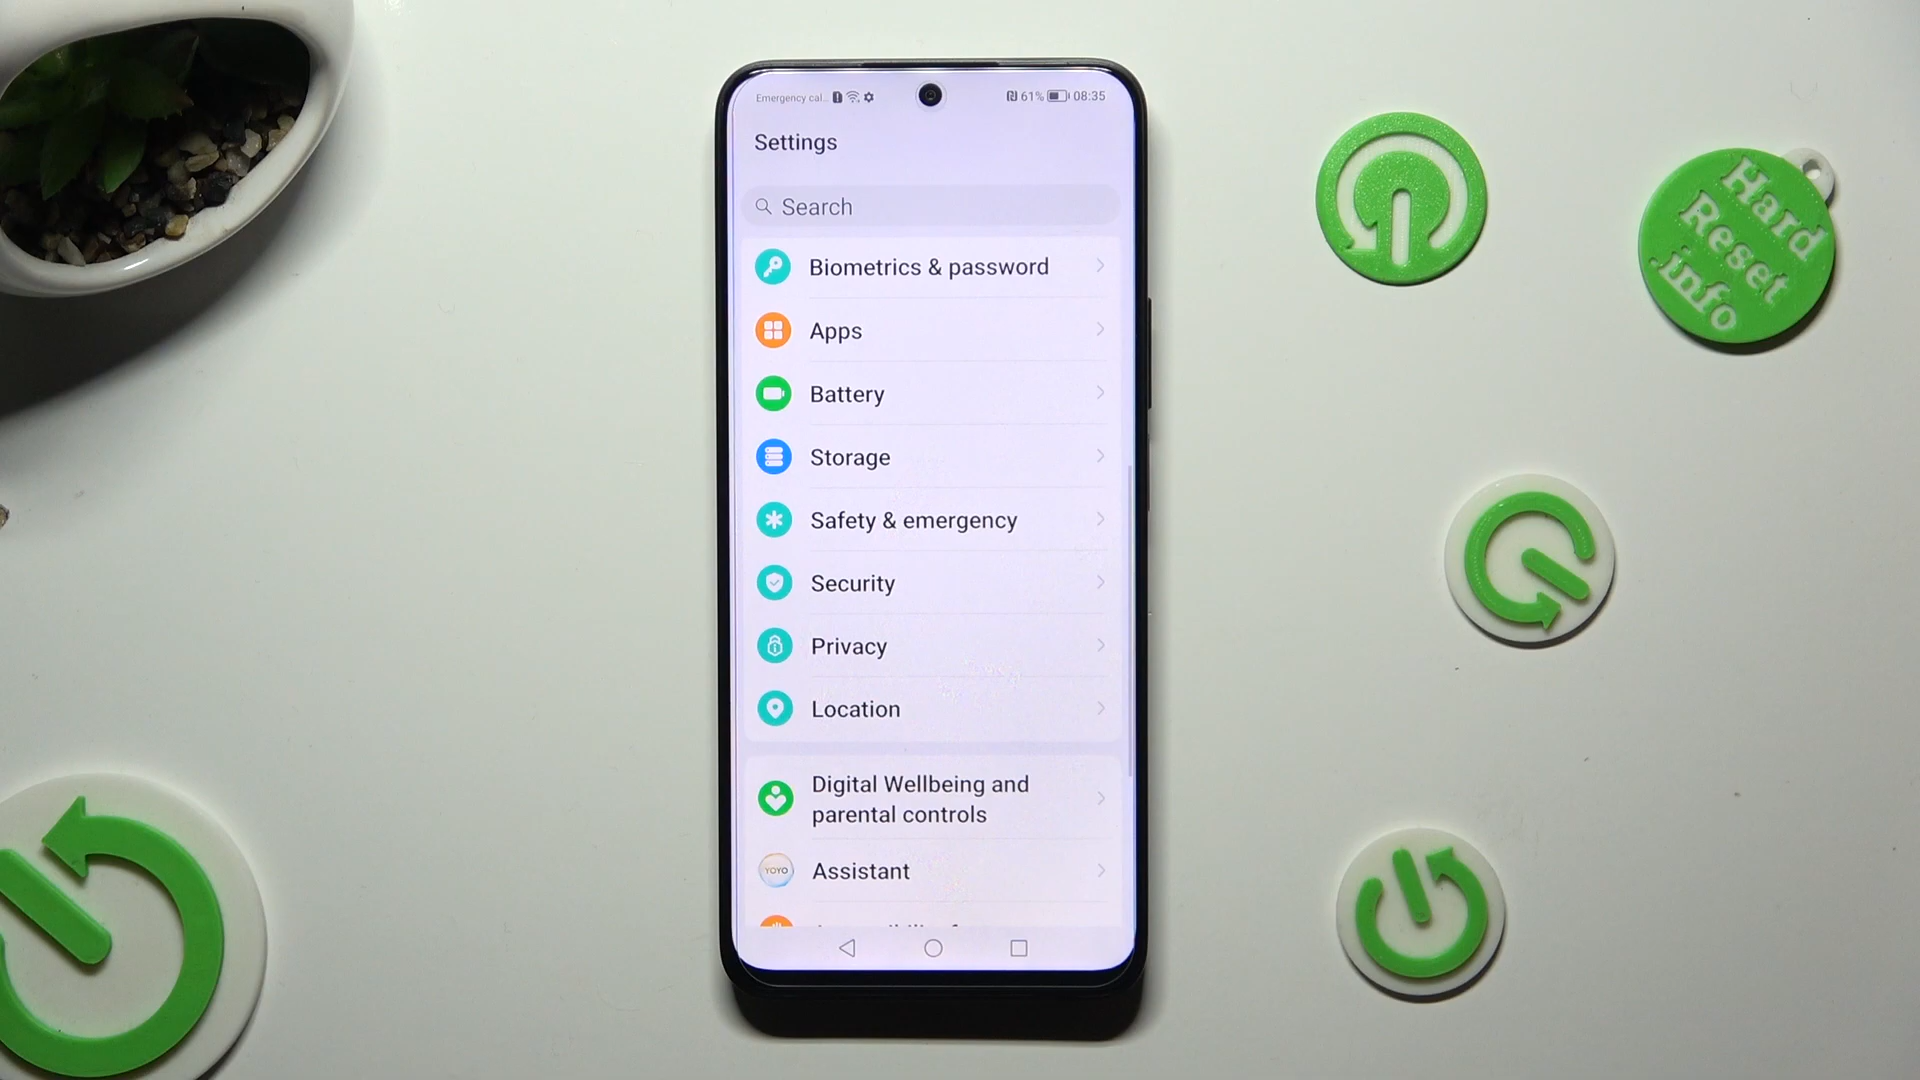 Emergency cal... 61% 08:35
Settings
Search
Biometrics & password
Apps
Battery
Storage
Safety & emergency
Security
Privacy
Location
Digital Wellbeing and
parental controls
YOYO Assistant
Hard
Reset
.info